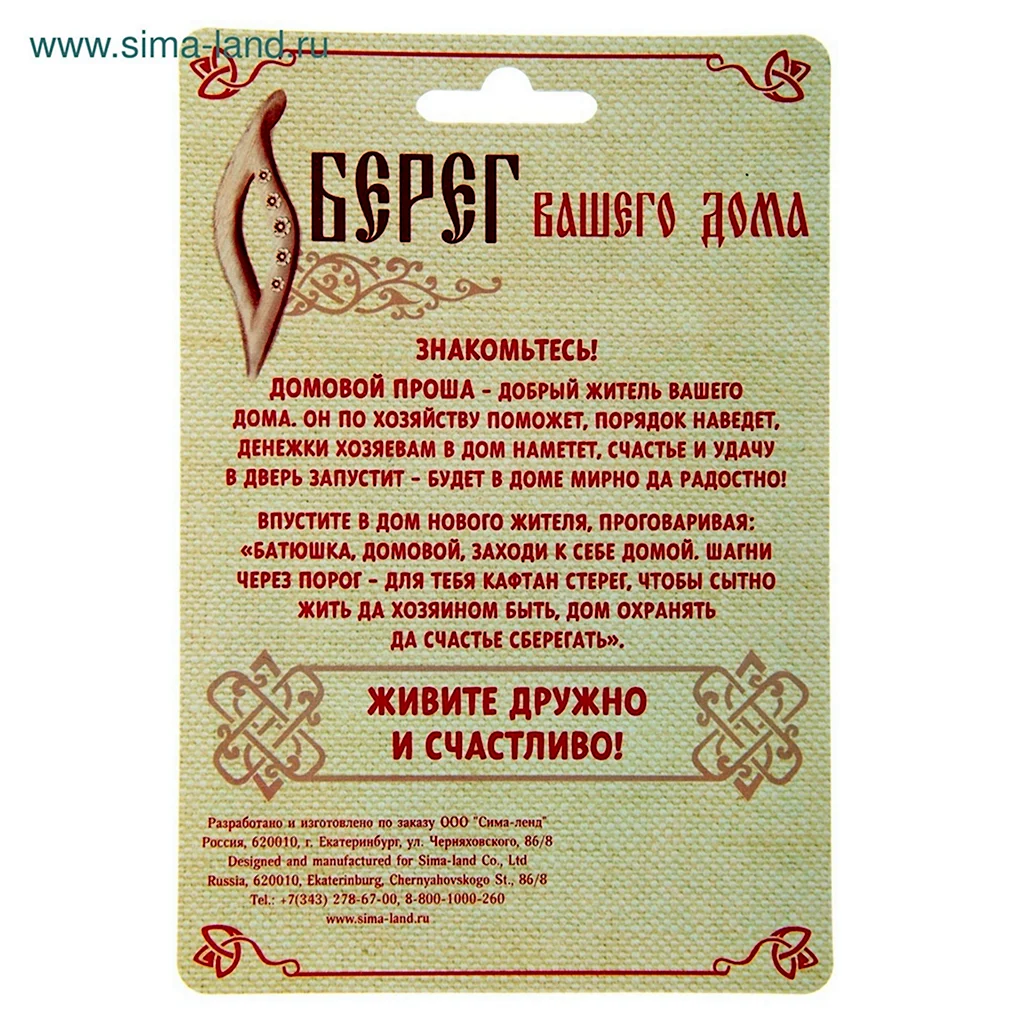 www.sima-land.ru
ОБЕРЕГ ВАШЕГО ДОМА
ЗНАКОМЬТЕСЬ!
ДОМОВОЙ ПРОША – ДОБРЫЙ ЖИТЕЛЬ ВАШЕГО
ДОМА. ОН ПО ХОЗЯЙСТВУ ПОМОЖЕТ, ПОРЯДОК НАВЕДЕТ,
ДЕНЕЖКИ ХОЗЯЕВАМ В ДОМ НАМЕТЕТ, СЧАСТЬЕ И УДАЧУ
В ДВЕРЬ ЗАПУСТИТ – БУДЕТ В ДОМЕ МИРНО ДА РАДОСТНО!
ВПУСТИТЕ В ДОМ НОВОГО ЖИТЕЛЯ, ПРОГОВАРИВАЯ:
«БАТЮШКА, ДОМОВОЙ, ЗАХОДИ К СЕБЕ ДОМОЙ. ШАГНИ
ЧЕРЕЗ ПОРОГ – ДЛЯ ТЕБЯ КАФТАН СТЕРЕГ, ЧТОБЫ СЫТНО
ЖИТЬ ДА ХОЗЯИНОМ БЫТЬ, ДОМ ОХРАНЯТЬ
ДА СЧАСТЬЕ СБЕРЕГАТЬ».
ЖИВИТЕ ДРУЖНО
И СЧАСТЛИВО!
Разработано и изготовлено по заказу ООО "Сима-ленд"
Россия, 620010, г. Екатеринбург, ул. Черняховского, 86/8
Designed and manufactured for Sima-land Co., Ltd
Russia, 620010, Ekaterinburg, Chernyahovskogo St., 86/8
Tel.: +7(343) 278-67-00, 8-800-1000-260
www.sima-land.ru